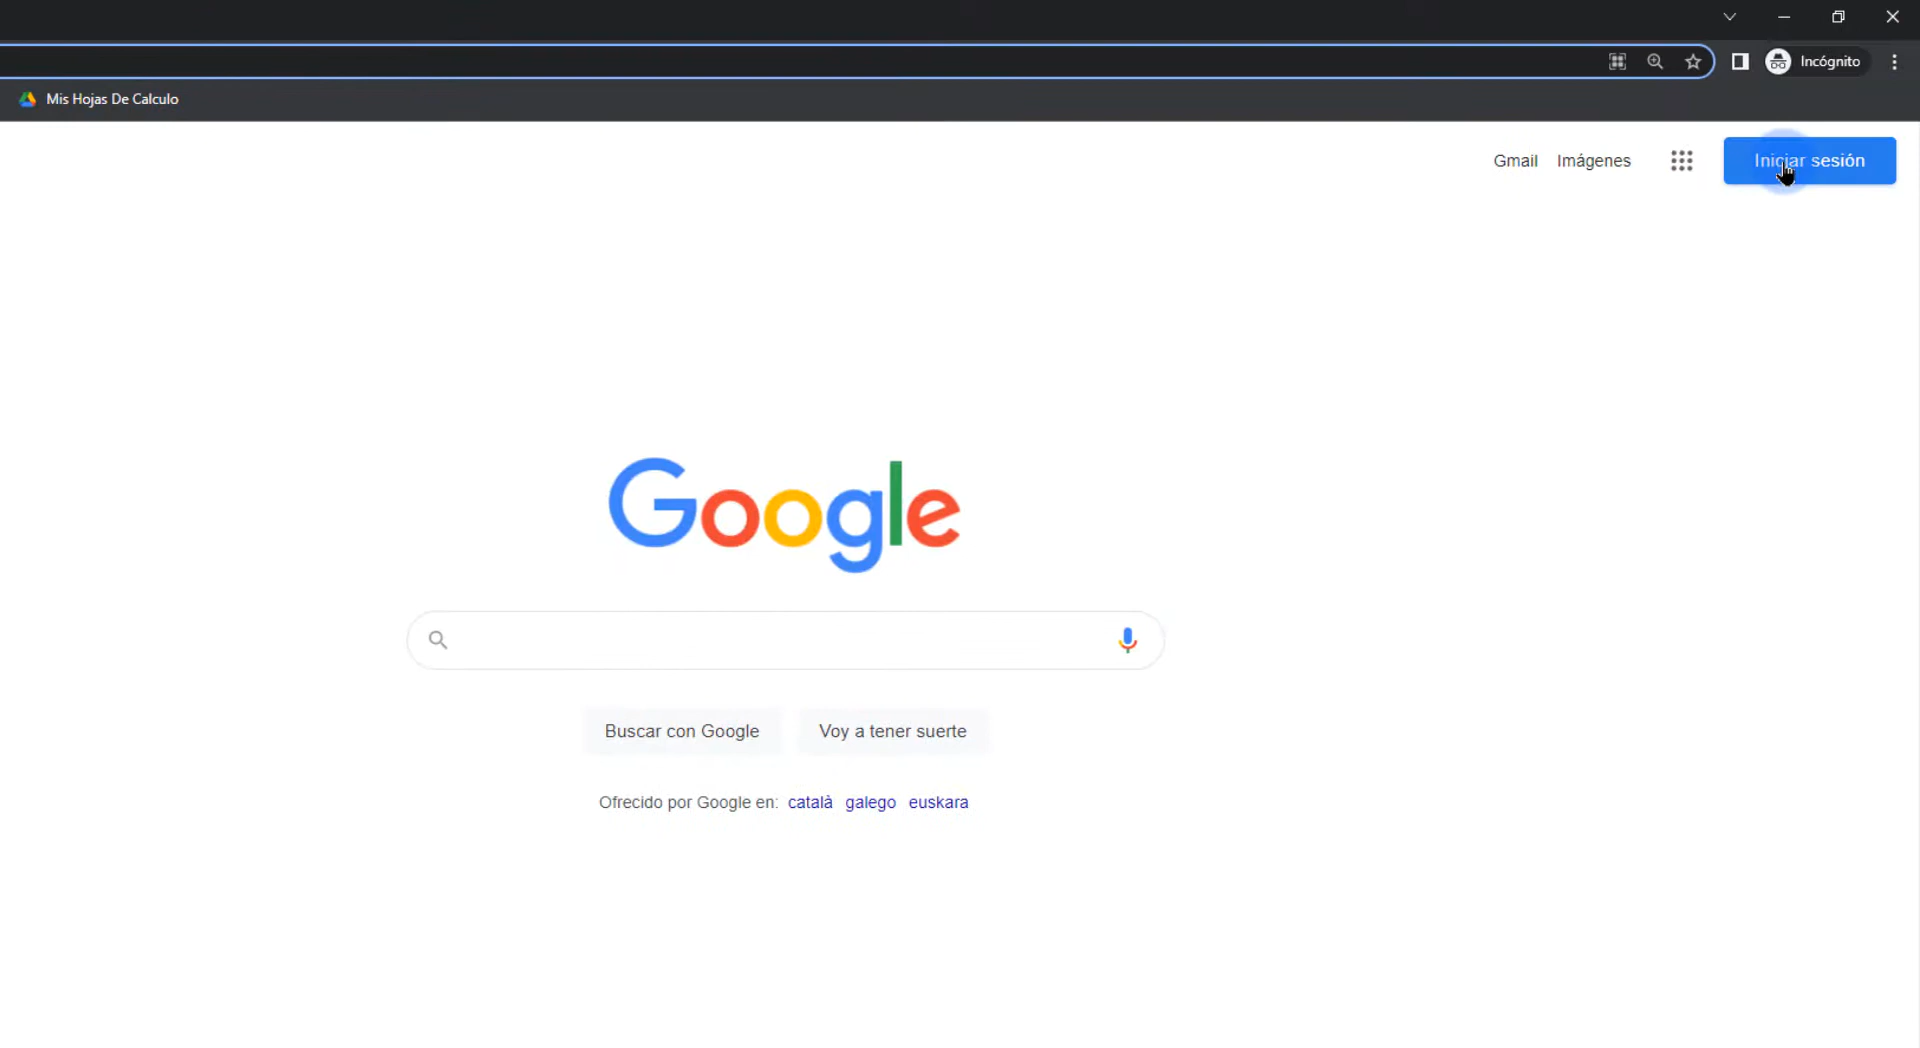 Incógnito
Mis Hojas De Calculo
Gmail Imágenes Iniciar sesión
Google
Buscar con Google Voy a tener suerte
Ofrecido por Google en: català galego euskara